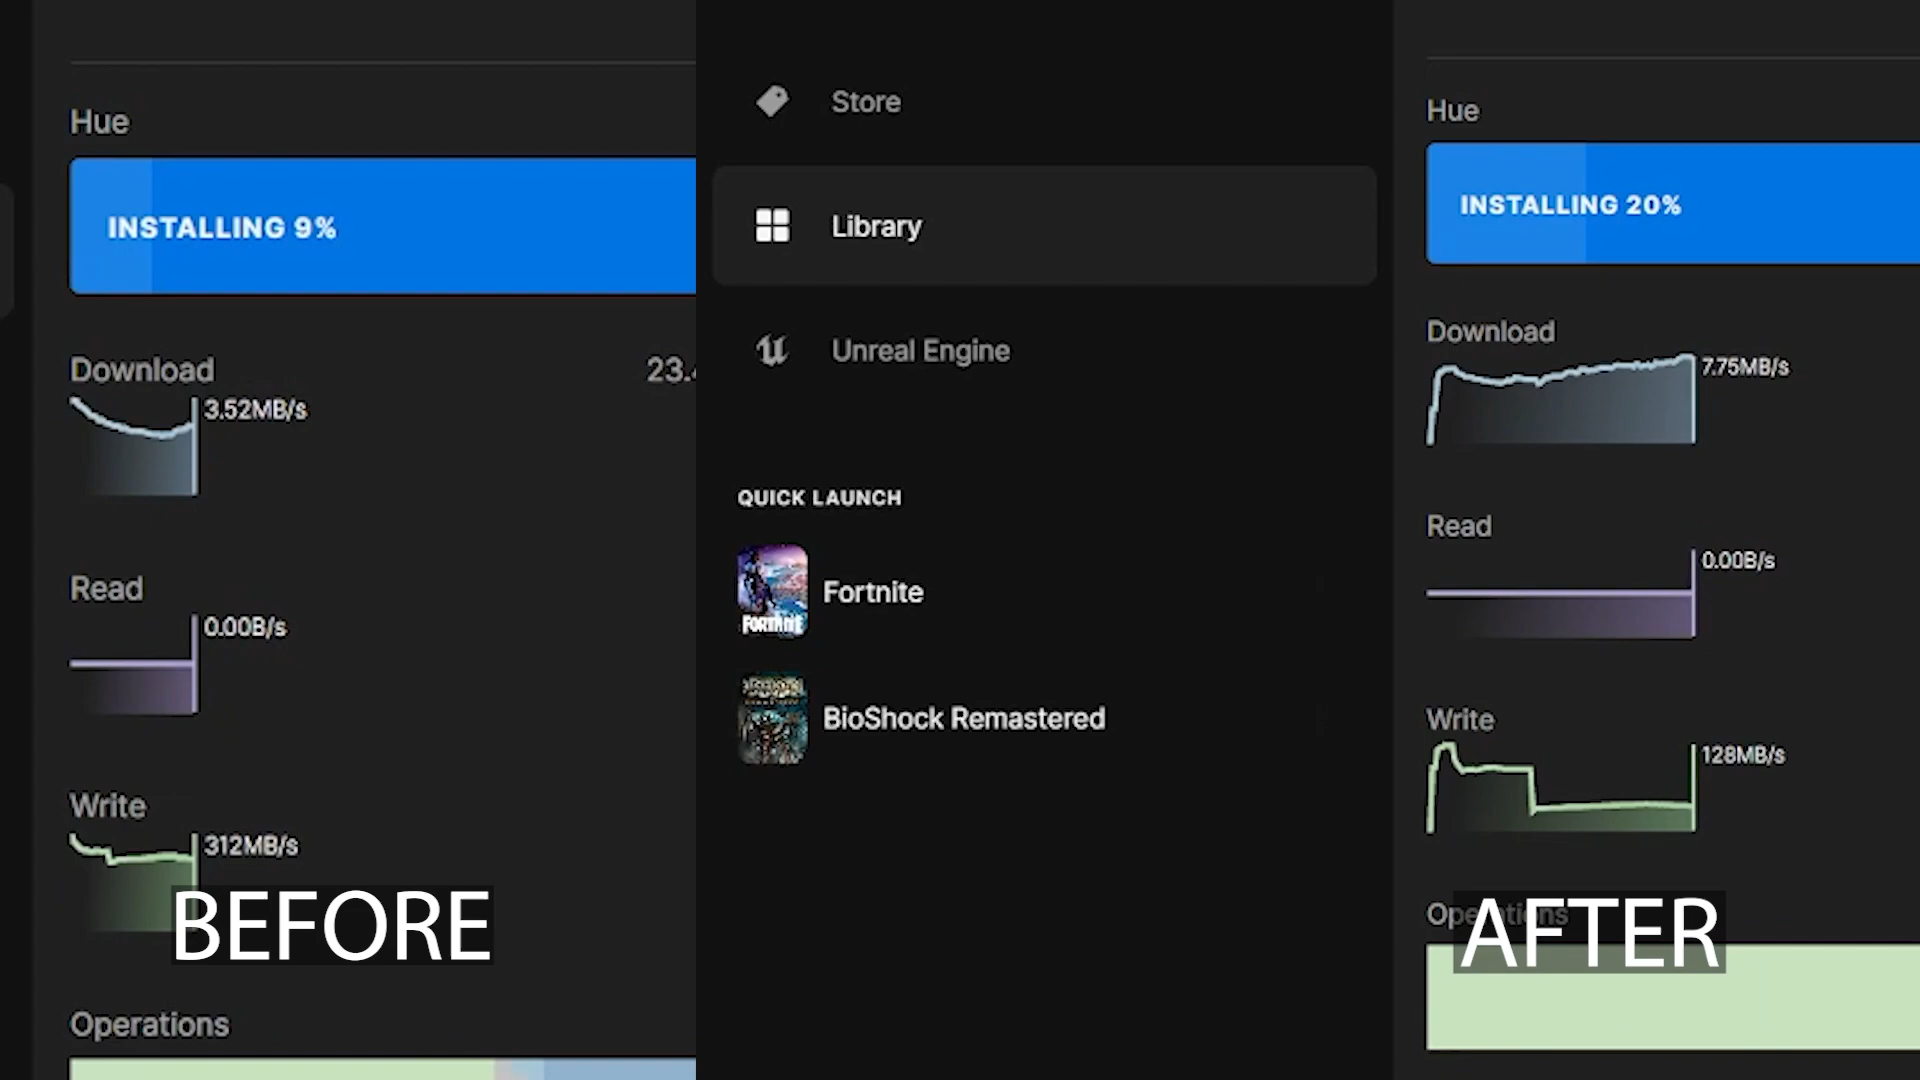 Hue
INSTALLING 9%
Download
3.52MB/s
Read
0.00B/s
Write
312MB/s
BEFORE
Operations
Store
Library
Unreal Engine
QUICK LAUNCH
FORTNITE
Fortnite
BioShock Remastered
Hue
INSTALLING 20%
Download
7.75MB/s
Read
0.00B/s
Write
128MB/s
Operations
AFTER